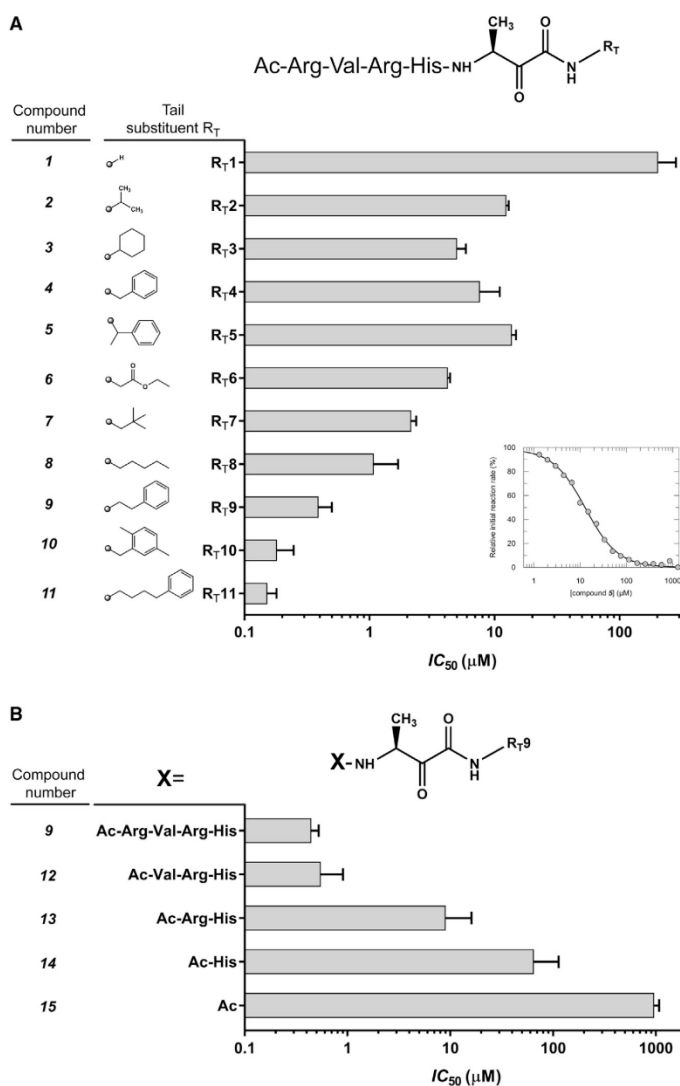 A
CH3
O
Ac-Arg-Val-Arg-His-NH
O
N
H
RT
Compound number
Tail substituent RT
1
H
RT1
2
CH3
CH3
RT2
3
RT3
4
RT4
5
RT5
6
O
O
RT6
7
RT7
8
RT8
9
RT9
10
RT10
11
RT11
0.1 1 10 100
IC50 (μM)
Relative initial reaction rate (%)
100
80
60
40
20
0
1 10 100 1000
[compound 5] (μM)
B
CH3
O
X-NH
O
N
H
RT9
Compound number
X=
9 Ac-Arg-Val-Arg-His
12 Ac-Val-Arg-His
13 Ac-Arg-His
14 Ac-His
15 Ac
0.1 1 10 100 1000
IC50 (μM)